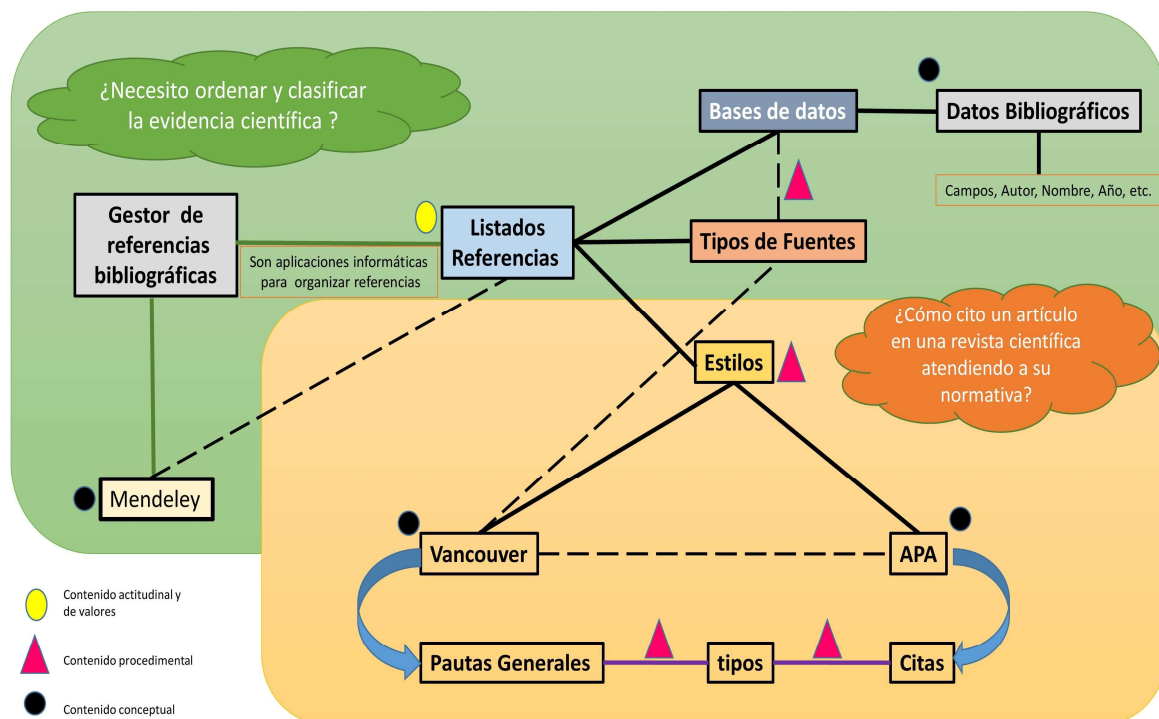 ¿Necesito ordenar y clasificar
la evidencia científica ?
Bases de datos
Datos Bibliográficos
Campos, Autor, Nombre, Año, etc.
Gestor de
referencias
bibliográficas
Son aplicaciones informáticas
para organizar referencias
Listados
Referencias
Tipos de Fuentes
¿Cómo cito un artículo
en una revista científica
atendiendo a su
normativa?
Estilos
Mendeley
Vancouver
APA
Pautas Generales
tipos
Citas
Contenido actitudinal y
de valores
Contenido procedimental
Contenido conceptual